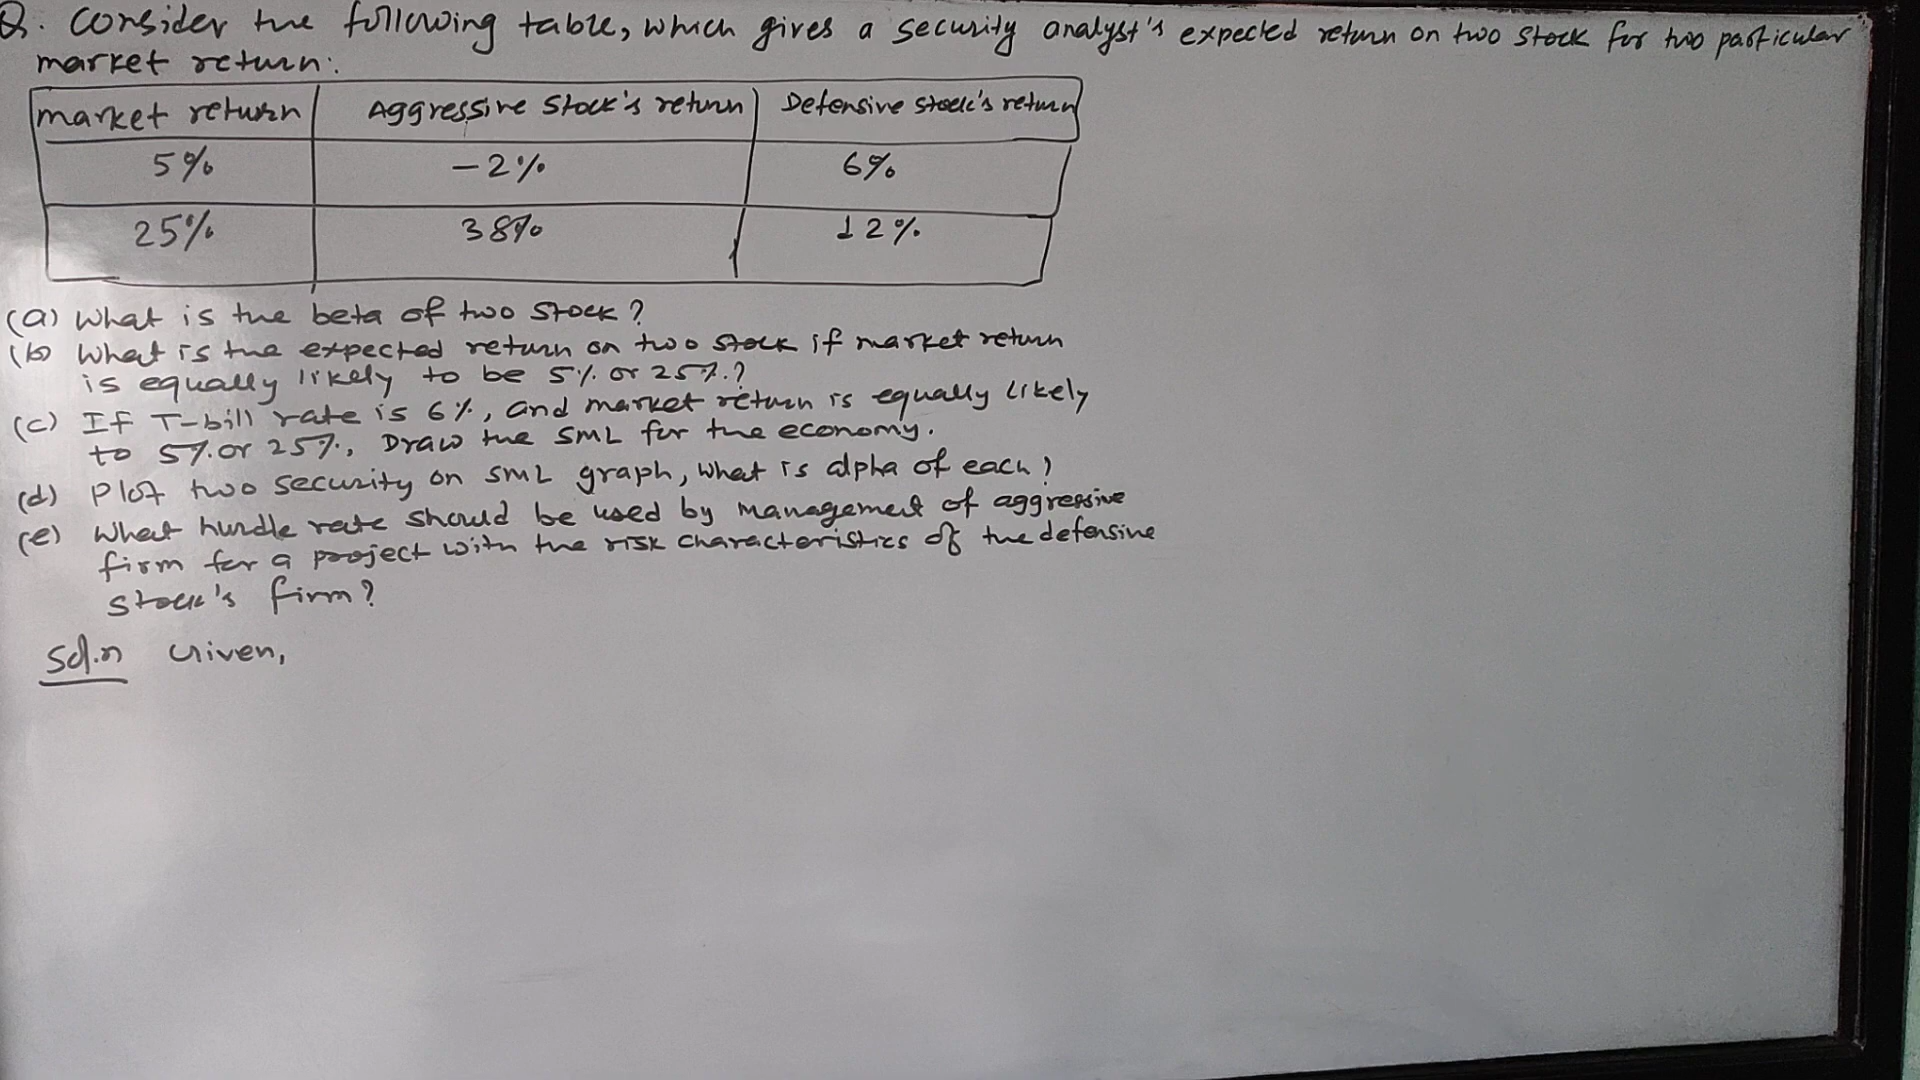 Q. Consider the following table, which gives a security analyst's expected return on two stock for two particular
market return:
market return Aggressive Stock's return Defensive stock's return
5% -2% 6%
25% 38% 12%
(a) What is the beta of two stock?
(b) What is the expected return on two stock if market return
is equally likely to be 5% or 25%?
(c) If T-bill rate is 6%, and market return is equally likely
to 5% or 25%, Draw the SML for the economy.
(d) Plot two security on SML graph, what is alpha of each?
(e) What hurdle rate should be used by management of aggressive
firm for a project with the risk characteristics of the defensive
stock's firm?
Sol.n Given,